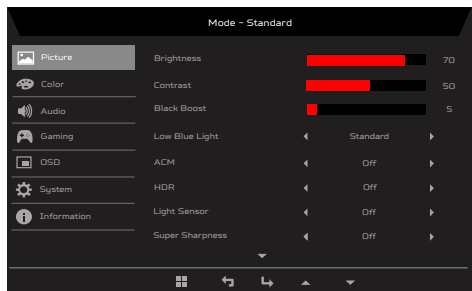 Mode - Standard
Picture
Brightness 70
Color
Contrast 50
Audio
Black Boost 5
Gaming
Low Blue Light Standard
OSD
ACM Off
System
HDR Off
Information
Light Sensor Off
Super Sharpness Off